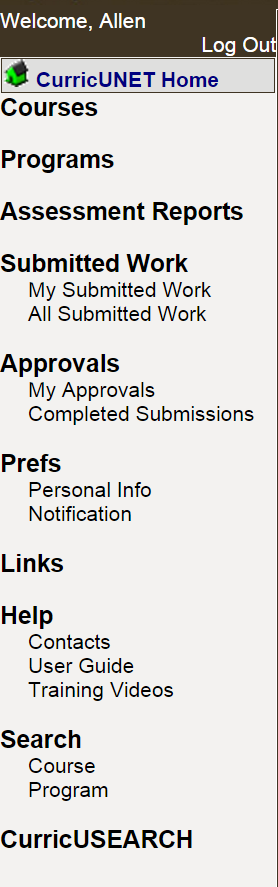 Welcome, Allen
Log Out
CurricUNET Home
Courses
Programs
Assessment Reports
Submitted Work
My Submitted Work
All Submitted Work
Approvals
My Approvals
Completed Submissions
Prefs
Personal Info
Notification
Links
Help
Contacts
User Guide
Training Videos
Search
Course
Program
CurricUSEARCH